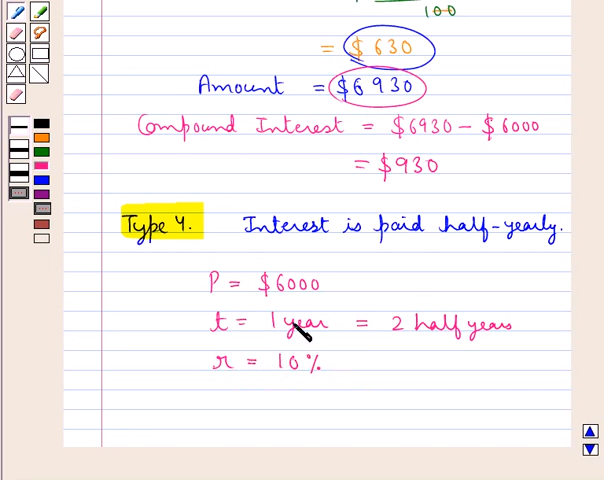 100
= $ 630
Amount = $6930
Compound Interest = $6930 - $6000
= $930
Type 4. Interest is paid half-yearly.
P = $6000
t = 1 year = 2 half years
r = 10%